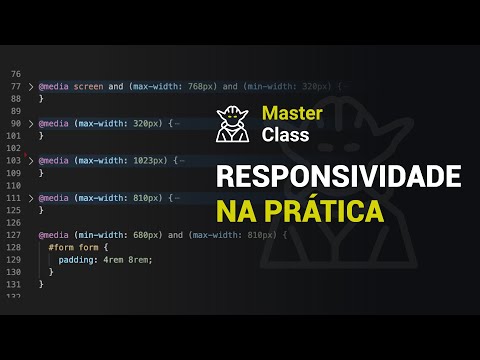 76
77 @media screen and (max-width: 768px) and (min-width: 320px) {
88 }
89
90 @media (max-width: 320px) {
101 }
102
103 @media (max-width: 1023px) {
109 }
110
111 @media (max-width: 810px) {
125 }
126
127 @media (min-width: 680px) and (max-width: 810px) {
128 #form form {
129 padding: 4rem 8rem;
130 }
131 }
132
Master
Class
RESPONSIVIDADE
NA PRÁTICA